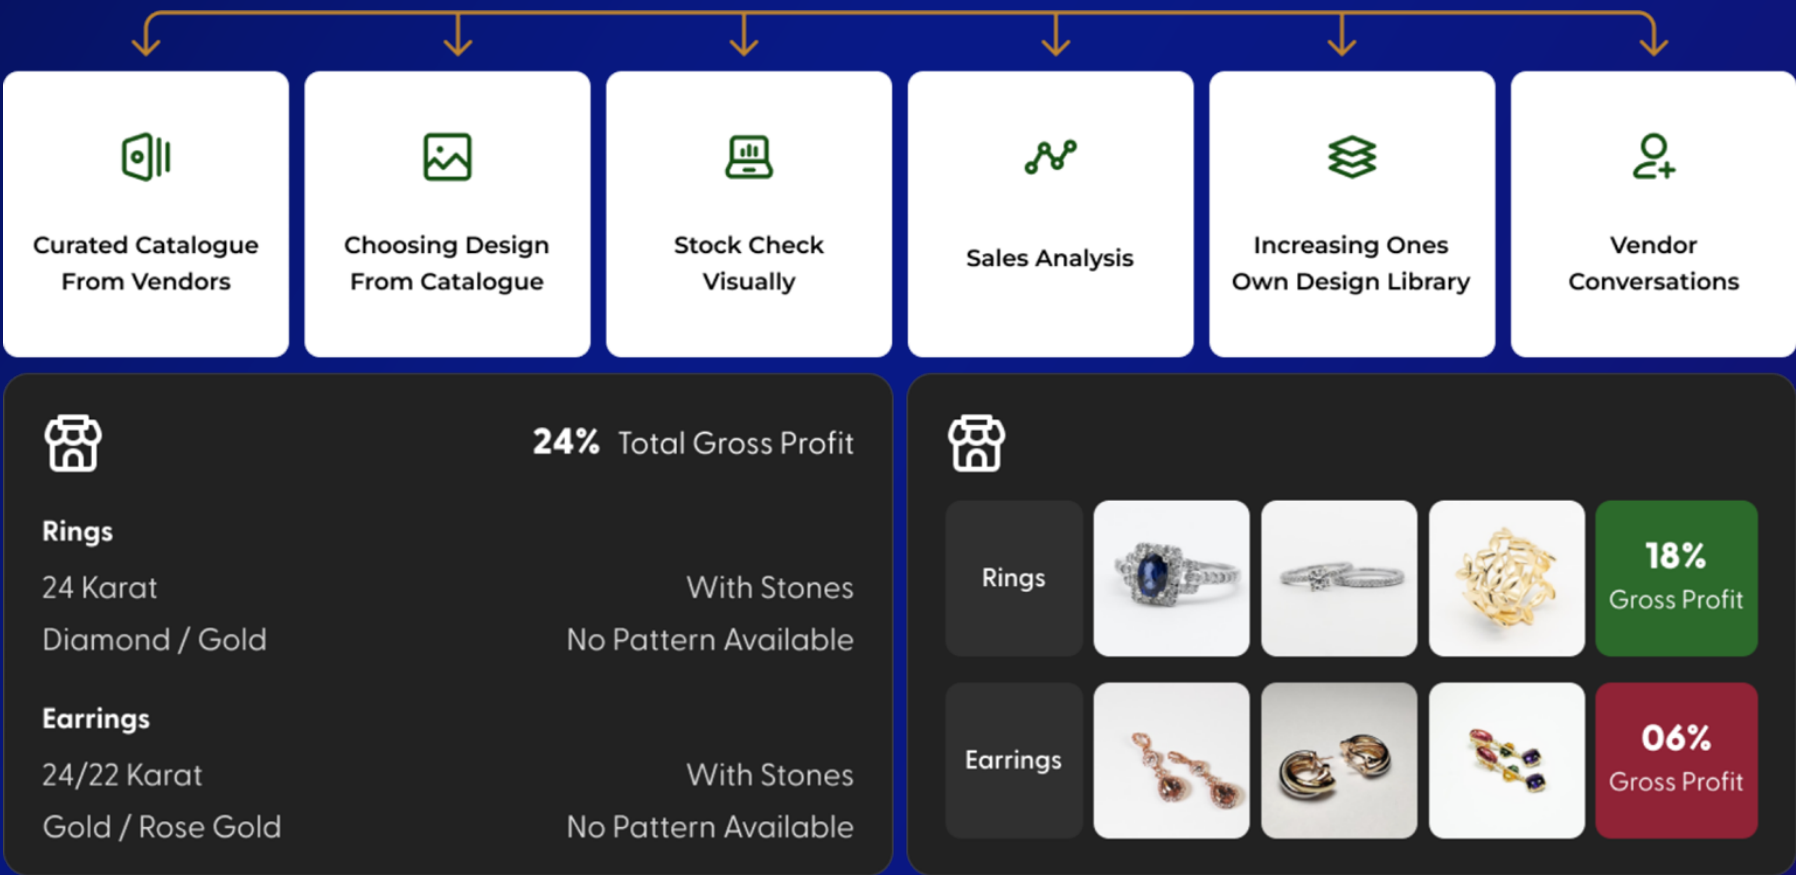 Curated Catalogue
From Vendors
Choosing Design
From Catalogue
Stock Check
Visually
Sales Analysis
Increasing Ones
Own Design Library
Vendor
Conversations
24% Total Gross Profit
Rings
24 Karat With Stones
Diamond / Gold No Pattern Available
Earrings
24/22 Karat With Stones
Gold / Rose Gold No Pattern Available
Rings
18%
Gross Profit
Earrings
06%
Gross Profit